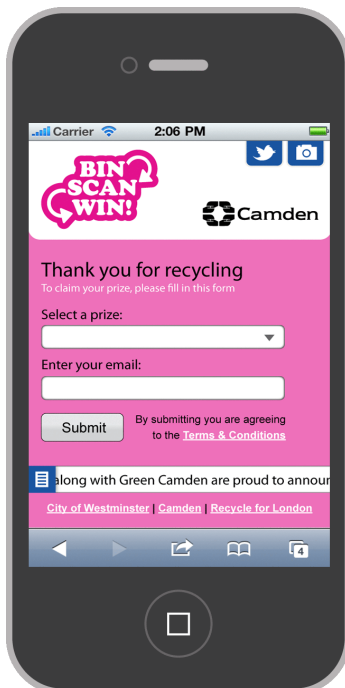 Carrier 2:06 PM
BIN
SCAN
WIN!
Camden
Thank you for recycling
To claim your prize, please fill in this form
Select a prize:
Enter your email:
Submit
By submitting you are agreeing
to the Terms & Conditions
along with Green Camden are proud to announ
City of Westminster | Camden | Recycle for London
4